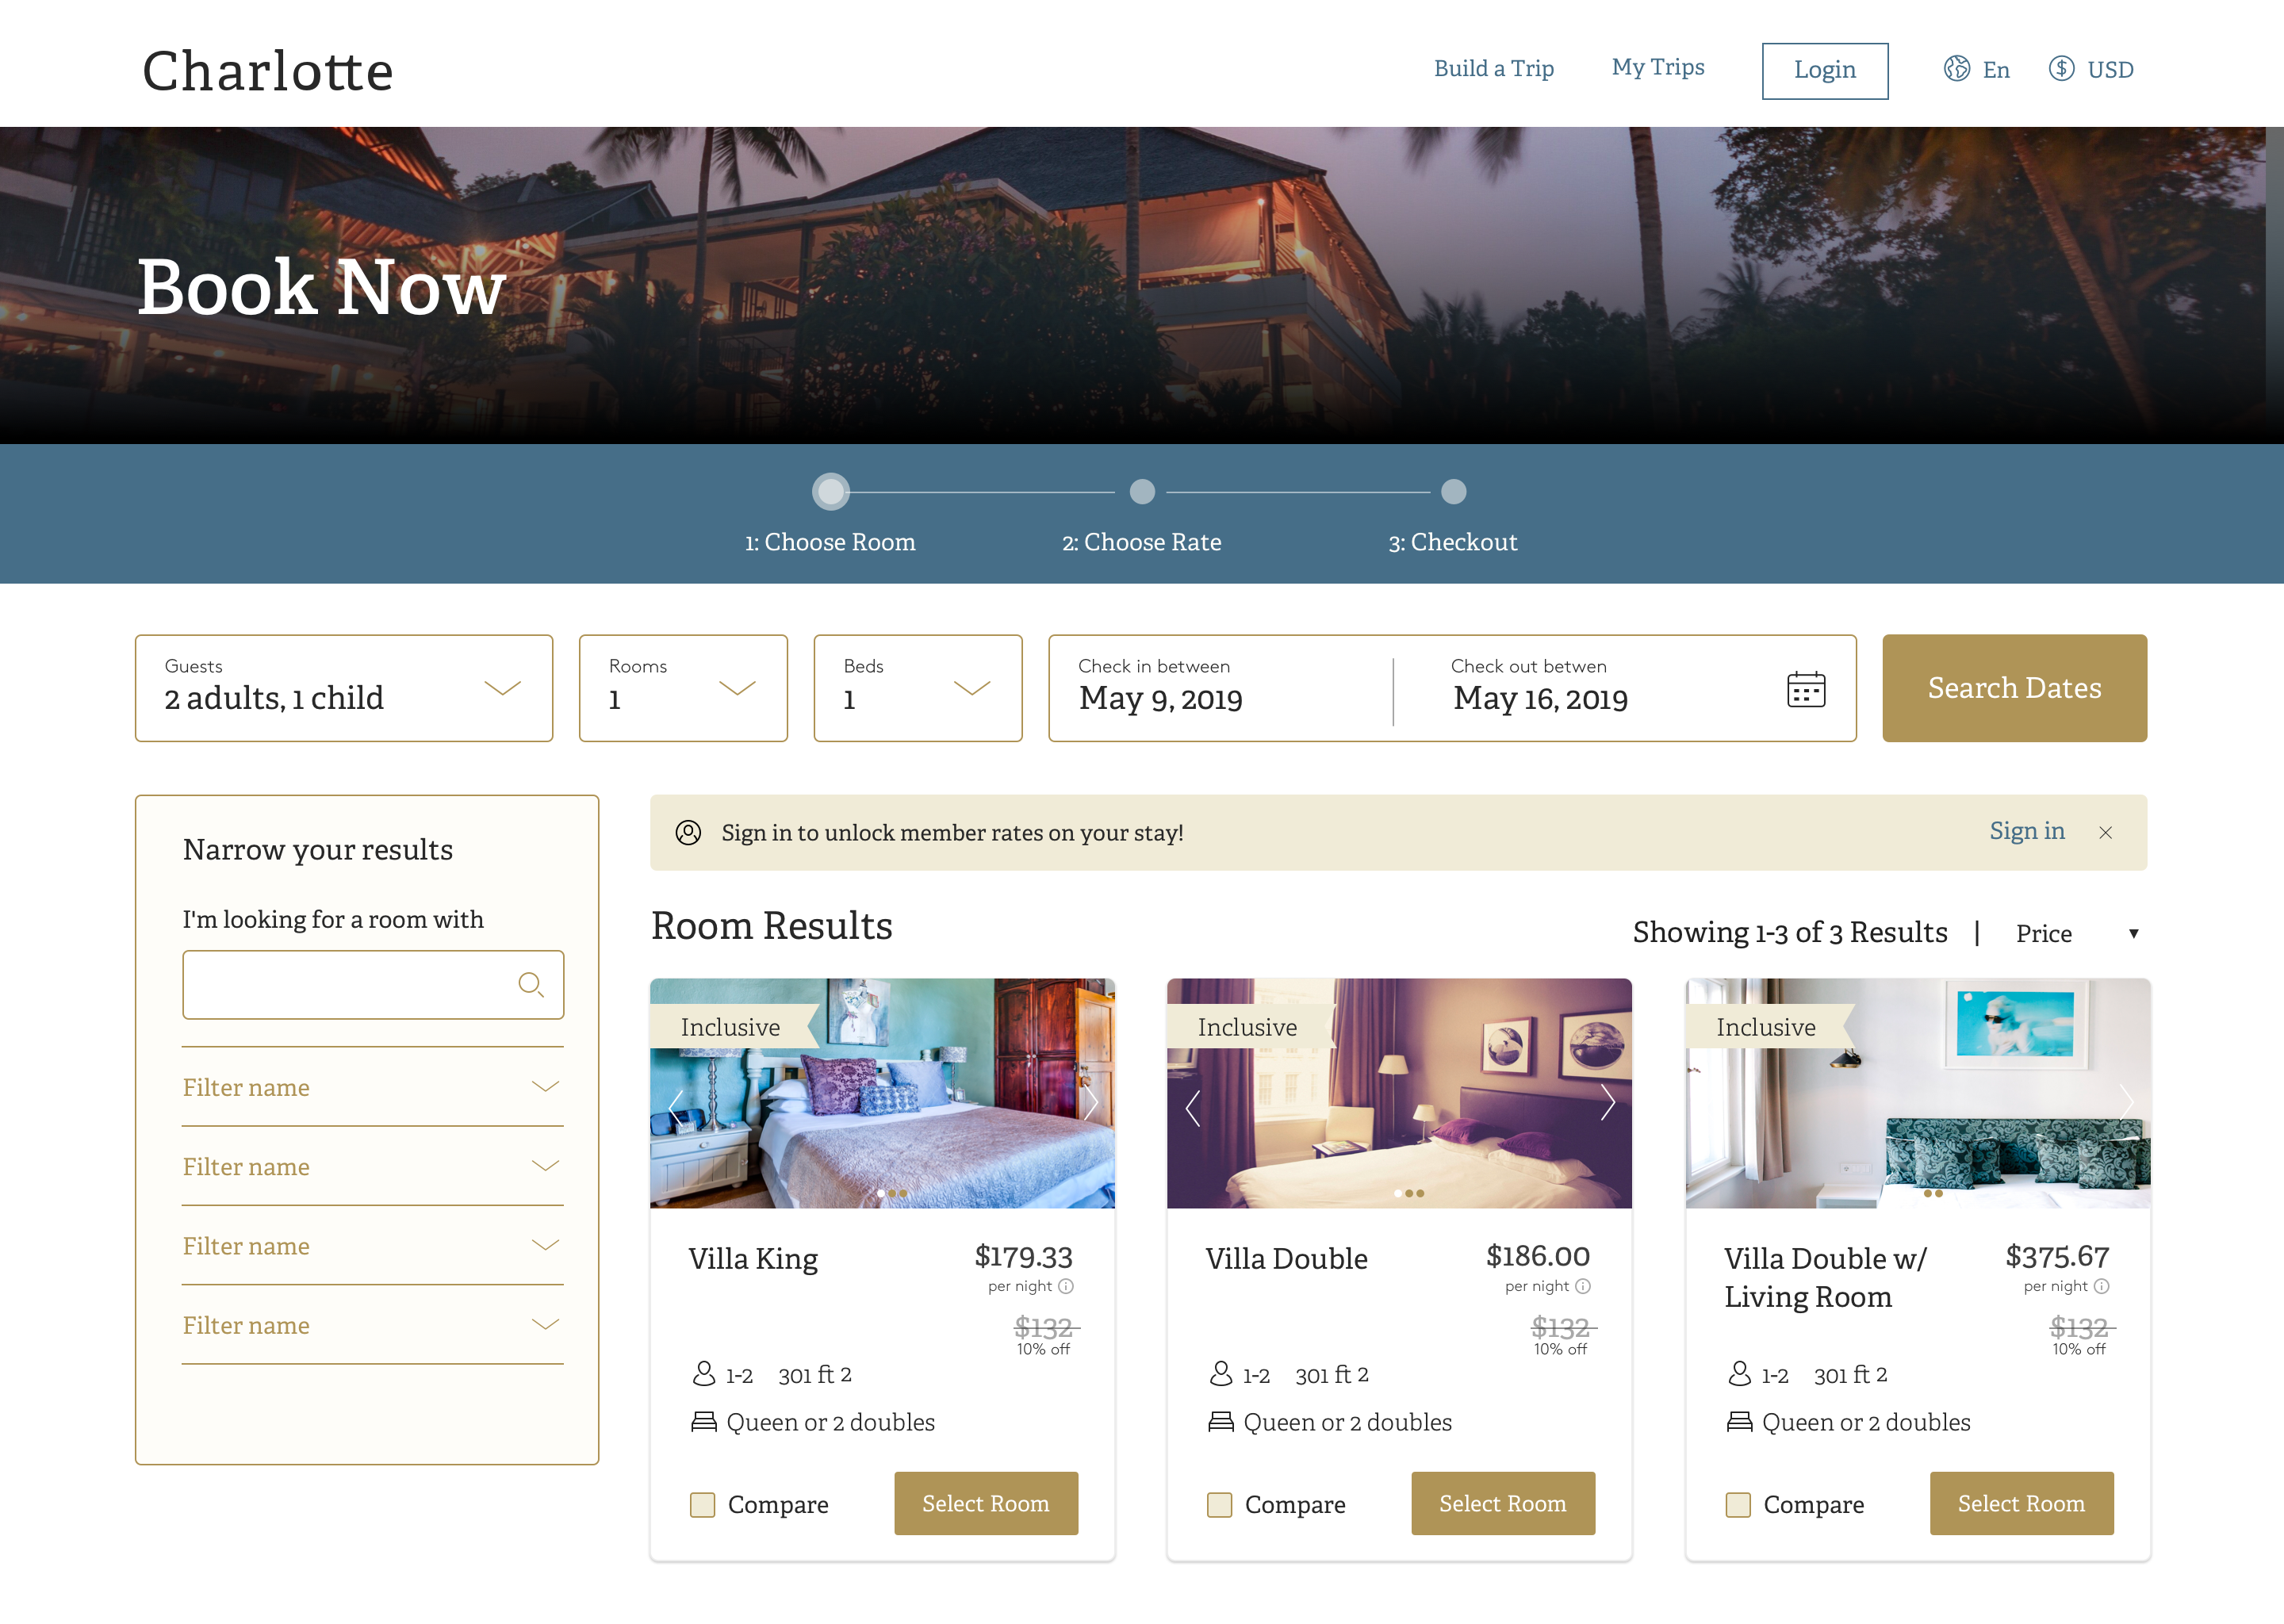 Charlotte
Build a Trip
My Trips
Login
En
USD
Book Now
1: Choose Room
2: Choose Rate
3: Checkout
Guests
2 adults, 1 child
Rooms
1
Beds
1
Check in between
May 9, 2019
Check out betwen
May 16, 2019
Search Dates
Narrow your results
I'm looking for a room with
Filter name
Filter name
Filter name
Filter name
Sign in to unlock member rates on your stay!
Sign in
Room Results
Showing 1-3 of 3 Results | Price
Inclusive
Villa King
$179.33
per night
$132
10% off
1-2 301 ft 2
Queen or 2 doubles
Compare
Select Room
Inclusive
Villa Double
$186.00
per night
$132
10% off
1-2 301 ft 2
Queen or 2 doubles
Compare
Select Room
Inclusive
Villa Double w/
Living Room
$375.67
per night
$132
10% off
1-2 301 ft 2
Queen or 2 doubles
Compare
Select Room